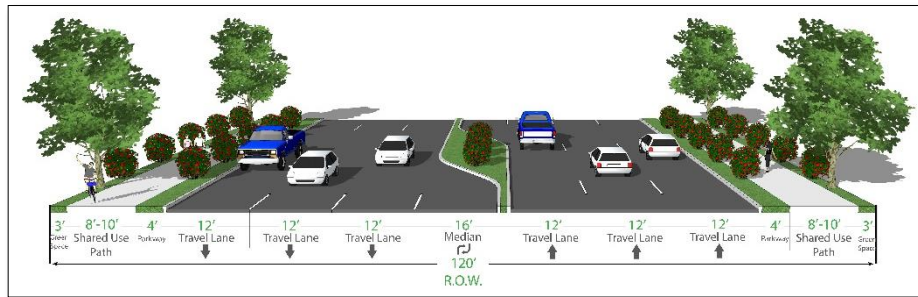 3' 8'-10' 4' 12' 12' 12' 16' 12' 12' 12' 4' 8'-10' 3'
Green Shared Use Parkway Travel Lane Travel Lane Travel Lane Median Travel Lane Travel Lane Travel Lane Parkway Shared Use Green
Space Path Path Space
120'
R.O.W.